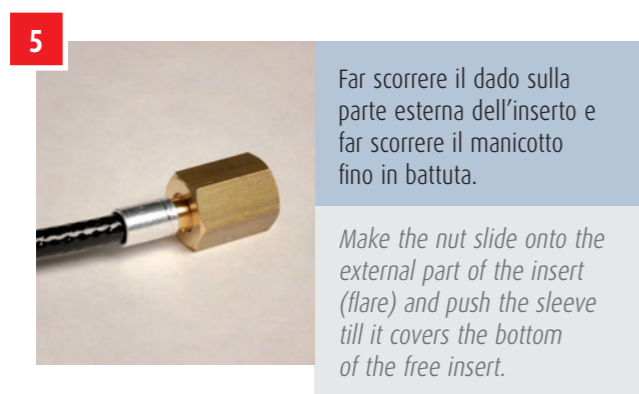 5
Far scorrere il dado sulla
parte esterna dell'inserto e
far scorrere il manicotto
fino in battuta.
Make the nut slide onto the
external part of the insert
(flare) and push the sleeve
till it covers the bottom
of the free insert.